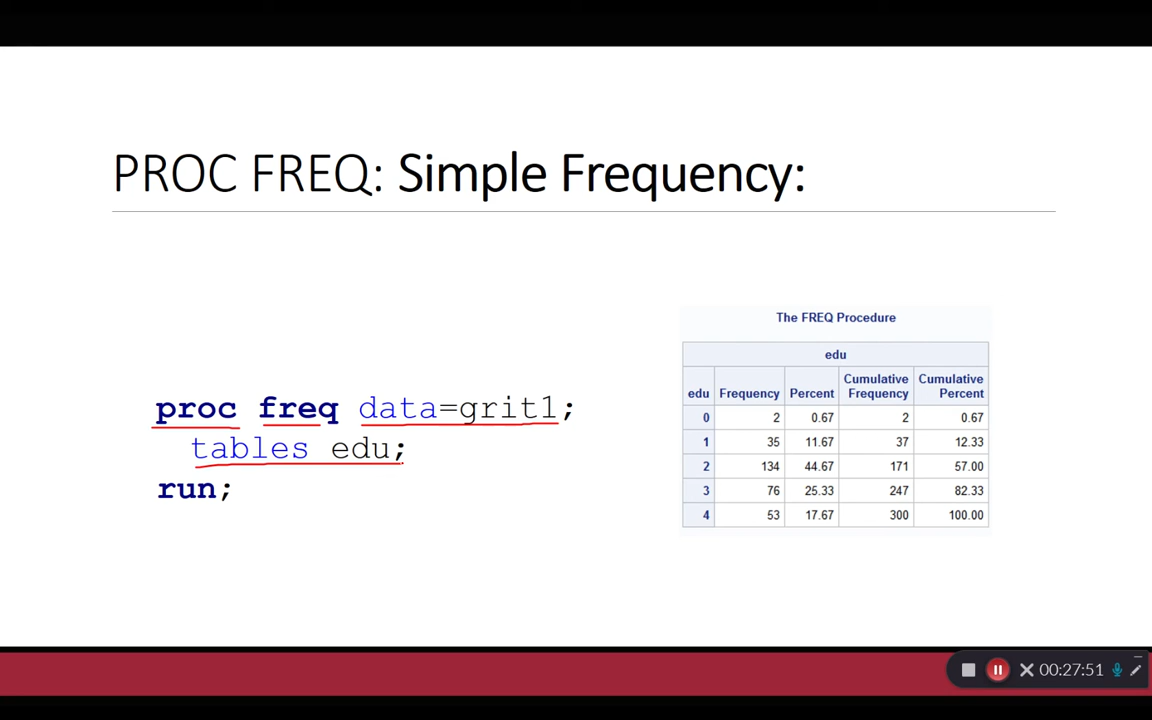 PROC FREQ: Simple Frequency:
proc freq data=grit1;
tables edu;
run;
The FREQ Procedure
edu
edu Frequency Percent Cumulative Frequency Cumulative Percent
0 2 0.67 2 0.67
1 35 11.67 37 12.33
2 134 44.67 171 57.00
3 76 25.33 247 82.33
4 53 17.67 300 100.00
00:27:51